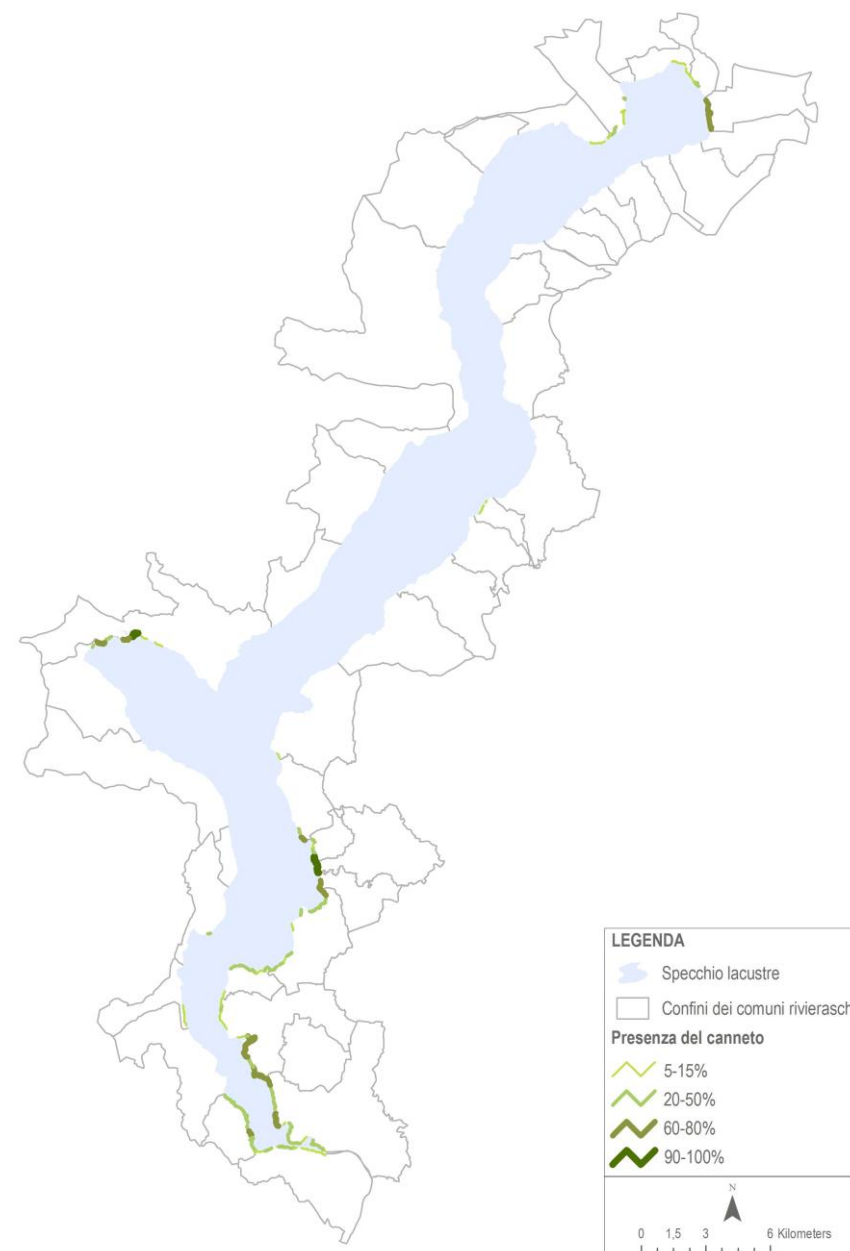 LEGENDA
Specchio lacustre
Confini dei comuni rivierasch
Presenza del canneto
5-15%
20-50%
60-80%
90-100%
N
0 1,5 3 6 Kilometers